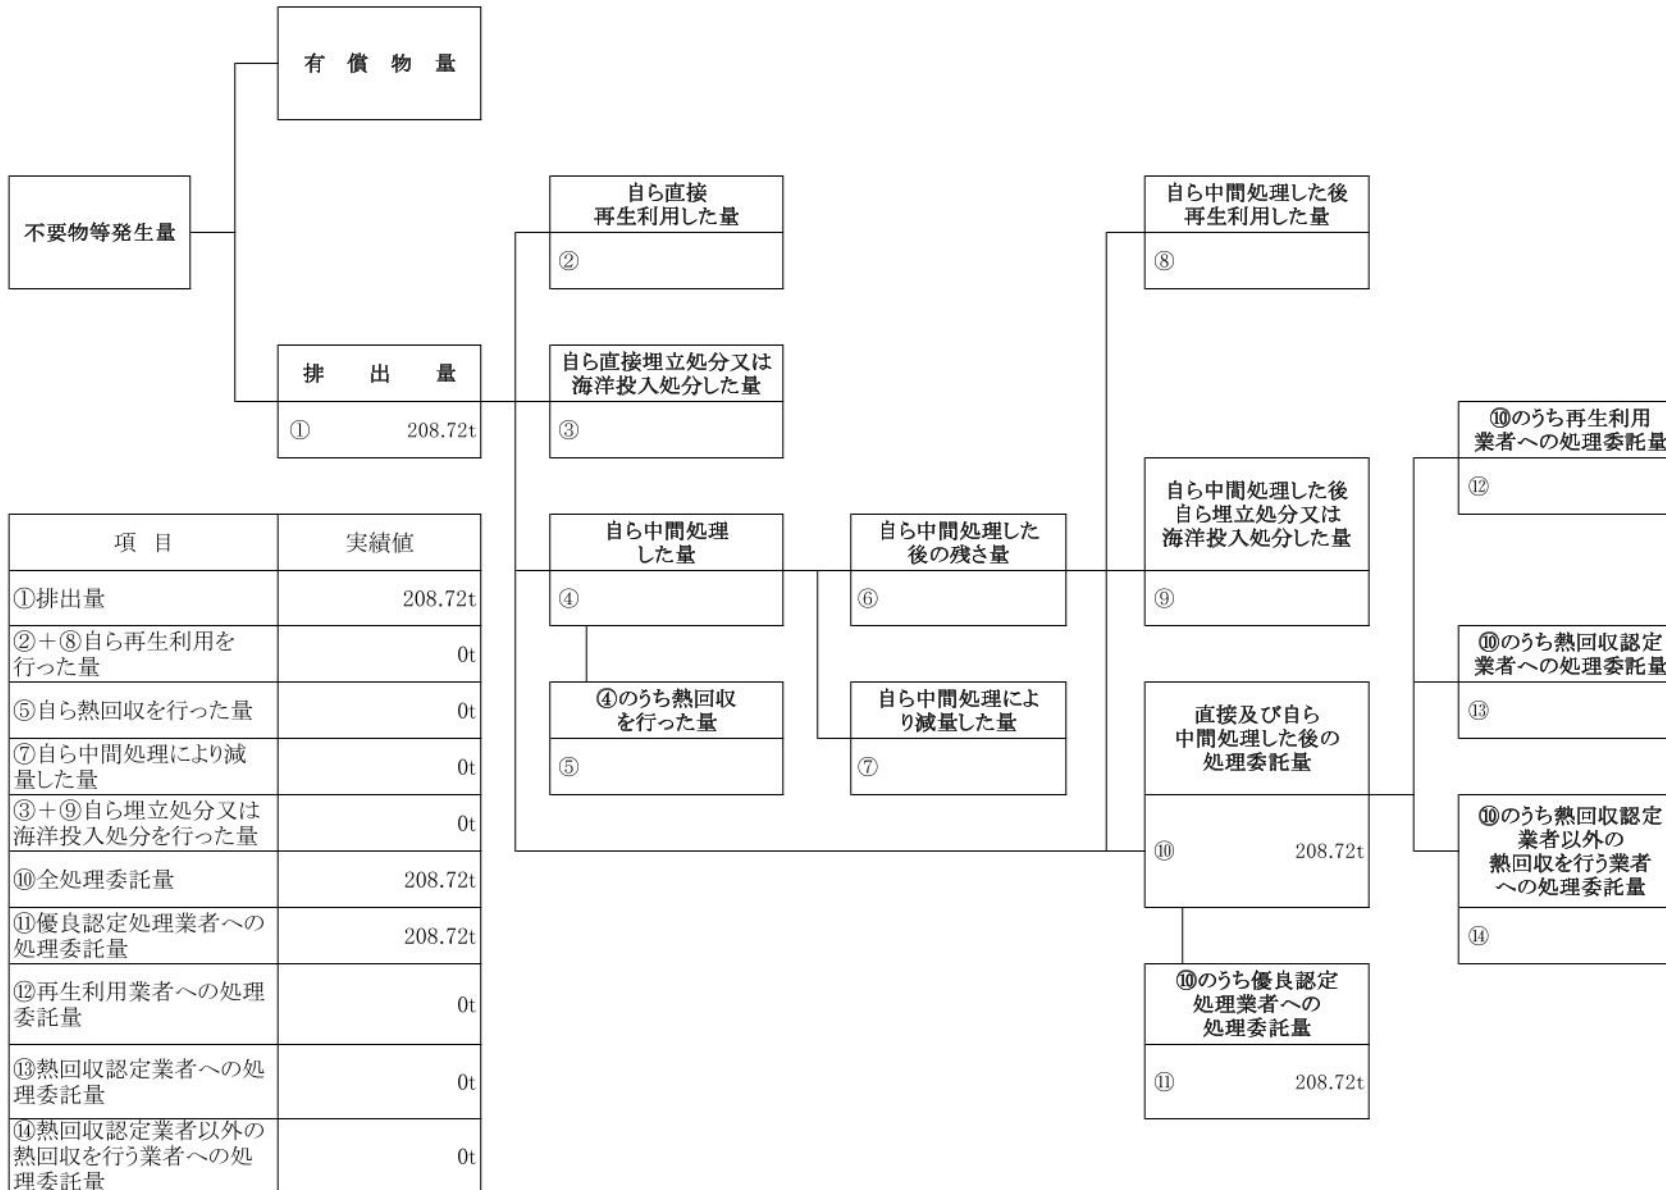 有償物量
不要物等発生量
排出量
①　208.72t
自ら直接
再生利用した量
②
自ら直接埋立処分又は
海洋投入処分した量
③
自ら中間処理
した量
④
④のうち熱回収
を行った量
⑤
自ら中間処理した
後の残さ量
⑥
自ら中間処理によ
り減量した量
⑦
自ら中間処理した後
再生利用した量
⑧
自ら中間処理した後
自ら埋立処分又は
海洋投入処分した量
⑨
直接及び自ら
中間処理した後の
処理委託量
⑩　208.72t
⑩のうち優良認定
処理業者への
処理委託量
⑪　208.72t
⑩のうち再生利用
業者への処理委託量
⑫
⑩のうち熱回収認定
業者への処理委託量
⑬
⑩のうち熱回収認定
業者以外の
熱回収を行う業者
への処理委託量
⑭
項目　実績値
①排出量　208.72t
②＋⑧自ら再生利用を
行った量　0t
⑤自ら熱回収を行った量　0t
⑦自ら中間処理により減
量した量　0t
③＋⑨自ら埋立処分又は
海洋投入処分を行った量　0t
⑩全処理委託量　208.72t
⑪優良認定処理業者への
処理委託量　208.72t
⑫再生利用業者への処理
委託量　0t
⑬熱回収認定業者への処
理委託量　0t
⑭熱回収認定業者以外の
熱回収を行う業者への処
理委託量　0t